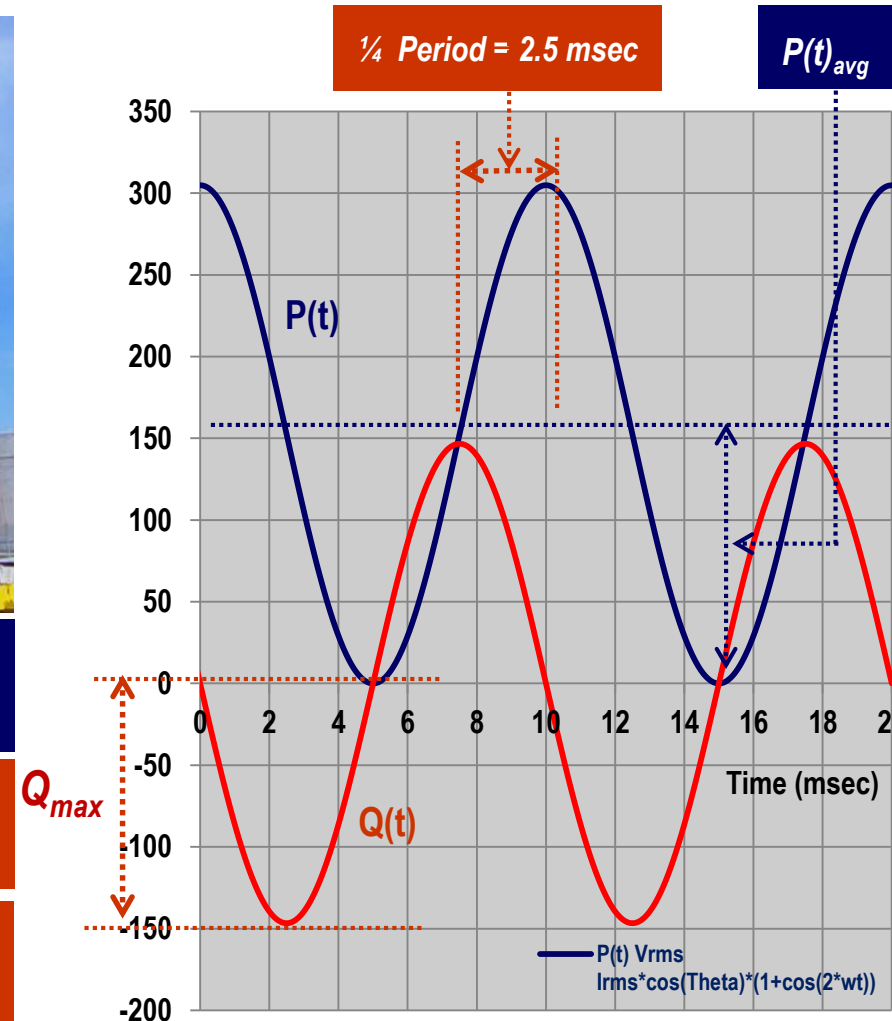 ¼ Period = 2.5 msec
P(t)avg
350
300
250
200
150
100
50
0
-50
-100
-150
-200
P(t)
0 2 4 6 8 10 12 14 16 18 2
Time (msec)
Qmax
Q(t)
P(t) Vrms
Irms*cos(Theta)*(1+cos(2*wt))